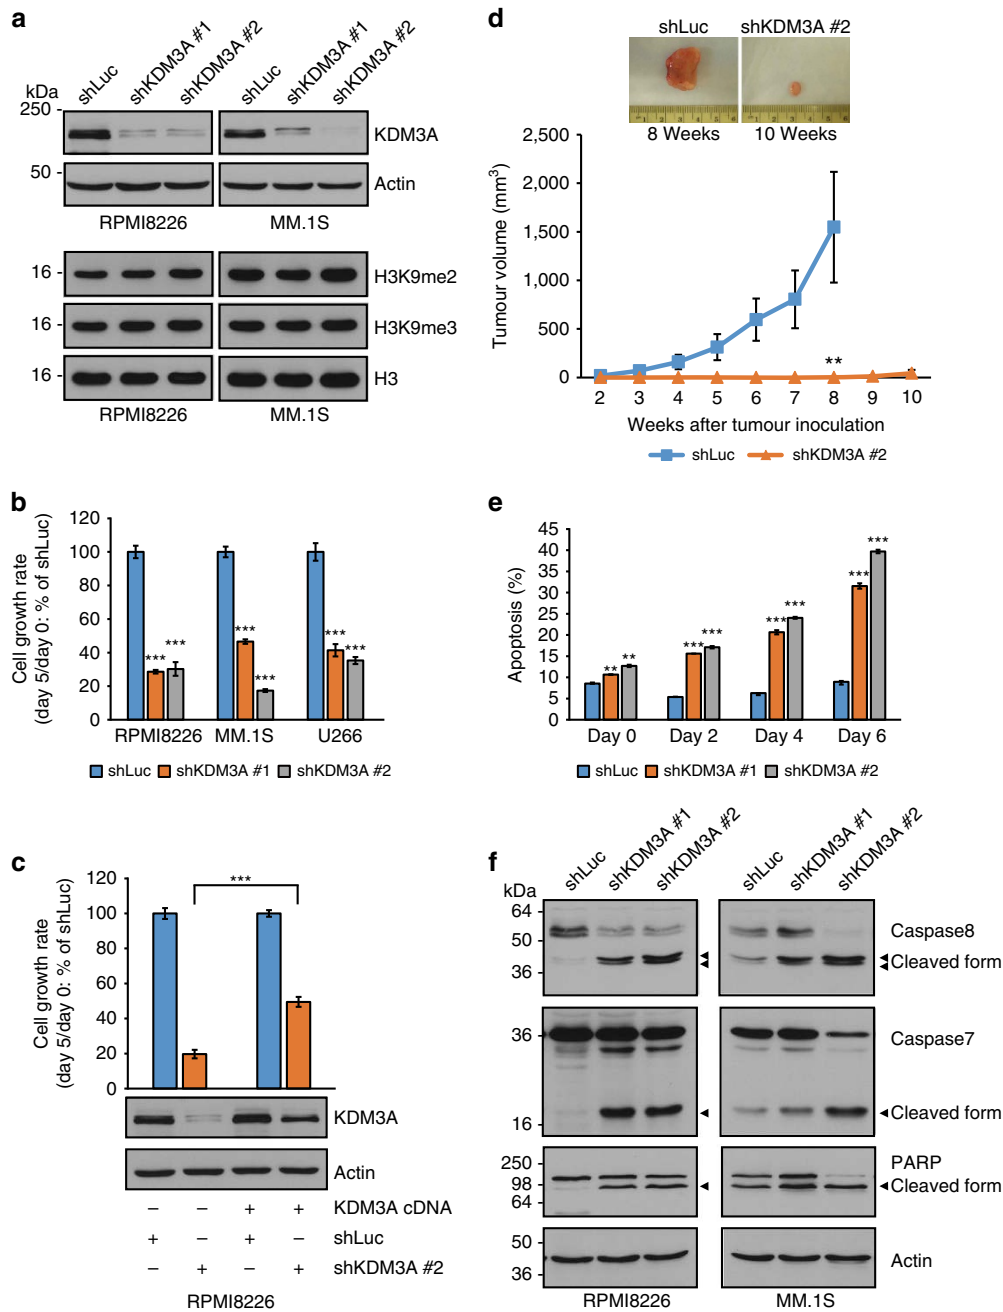 a
shLuc
shKDM3A #1
shKDM3A #2
shLuc
shKDM3A #1
shKDM3A #2
kDa
250 -
KDM3A
50 -
Actin
RPMI8226 MM.1S
16 - H3K9me2
16 - H3K9me3
16 - H3
RPMI8226 MM.1S
b
Cell growth rate
(day 5/day 0: % of shLuc)
120
100
80
60
40
20
0
*** *** *** *** *** ***
RPMI8226 MM.1S U266
shLuc shKDM3A #1 shKDM3A #2
c
Cell growth rate
(day 5/day 0: % of shLuc)
120
100
80
60
40
20
0
***
KDM3A
Actin
– – + + KDM3A cDNA
+ – + – shLuc
– + – + shKDM3A #2
RPMI8226
d
shLuc shKDM3A #2
8 Weeks 10 Weeks
Tumour volume (mm3)
2,500
2,000
1,500
1,000
500
0
**
2 3 4 5 6 7 8 9 10
Weeks after tumour inoculation
shLuc shKDM3A #2
e
Apoptosis (%)
45
40
35
30
25
20
15
10
5
0
** ** *** *** *** *** *** ***
Day 0 Day 2 Day 4 Day 6
shLuc shKDM3A #1 shKDM3A #2
f
shLuc
shKDM3A #1
shKDM3A #2
shLuc
shKDM3A #1
shKDM3A #2
kDa
64 -
50 -
36 -
Caspase8
Cleaved form
36 -
16 -
Caspase7
Cleaved form
250 -
98 -
64 -
PARP
Cleaved form
50 -
36 -
Actin
RPMI8226 MM.1S